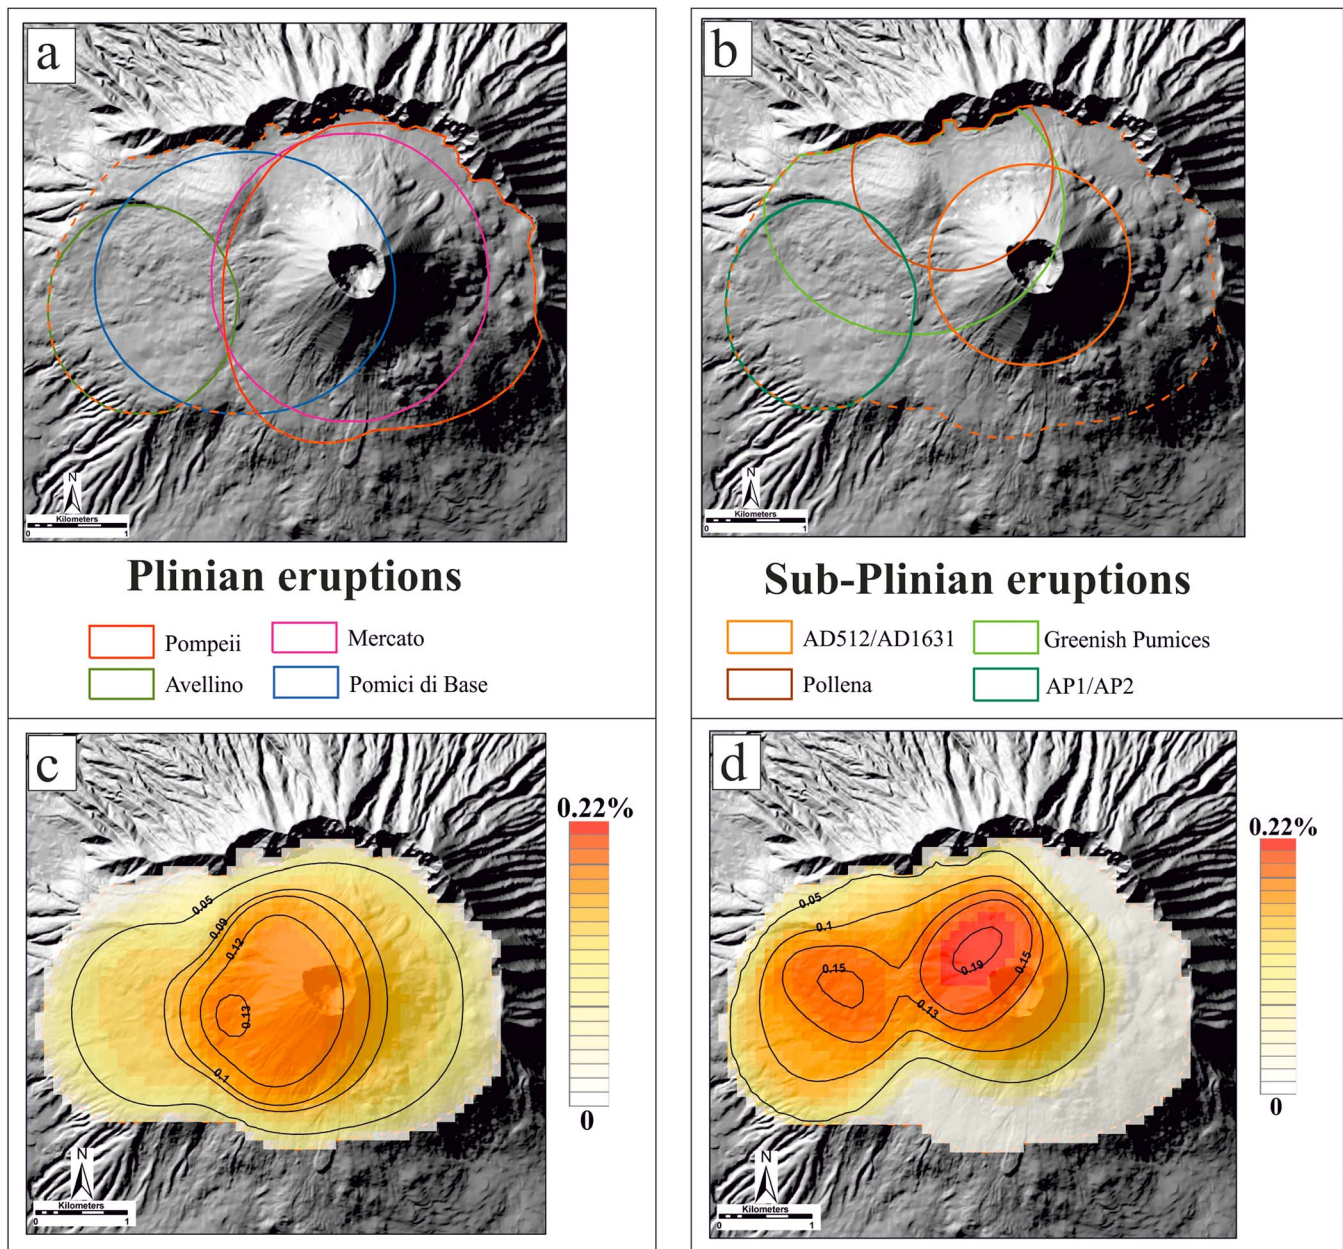 a
N
Kilometers
0 1
Plinian eruptions
Pompeii
Mercato
Avellino
Pomici di Base
b
N
Kilometers
0 1
Sub-Plinian eruptions
AD512/AD1631
Greenish Pumices
Pollena
AP1/AP2
c
0.05
0.09
0.12
0.13
0.1
N
Kilometers
0 1
0.22%
0
d
0.05
0.1
0.15
0.19
0.15
0.13
N
Kilometers
0 1
0.22%
0